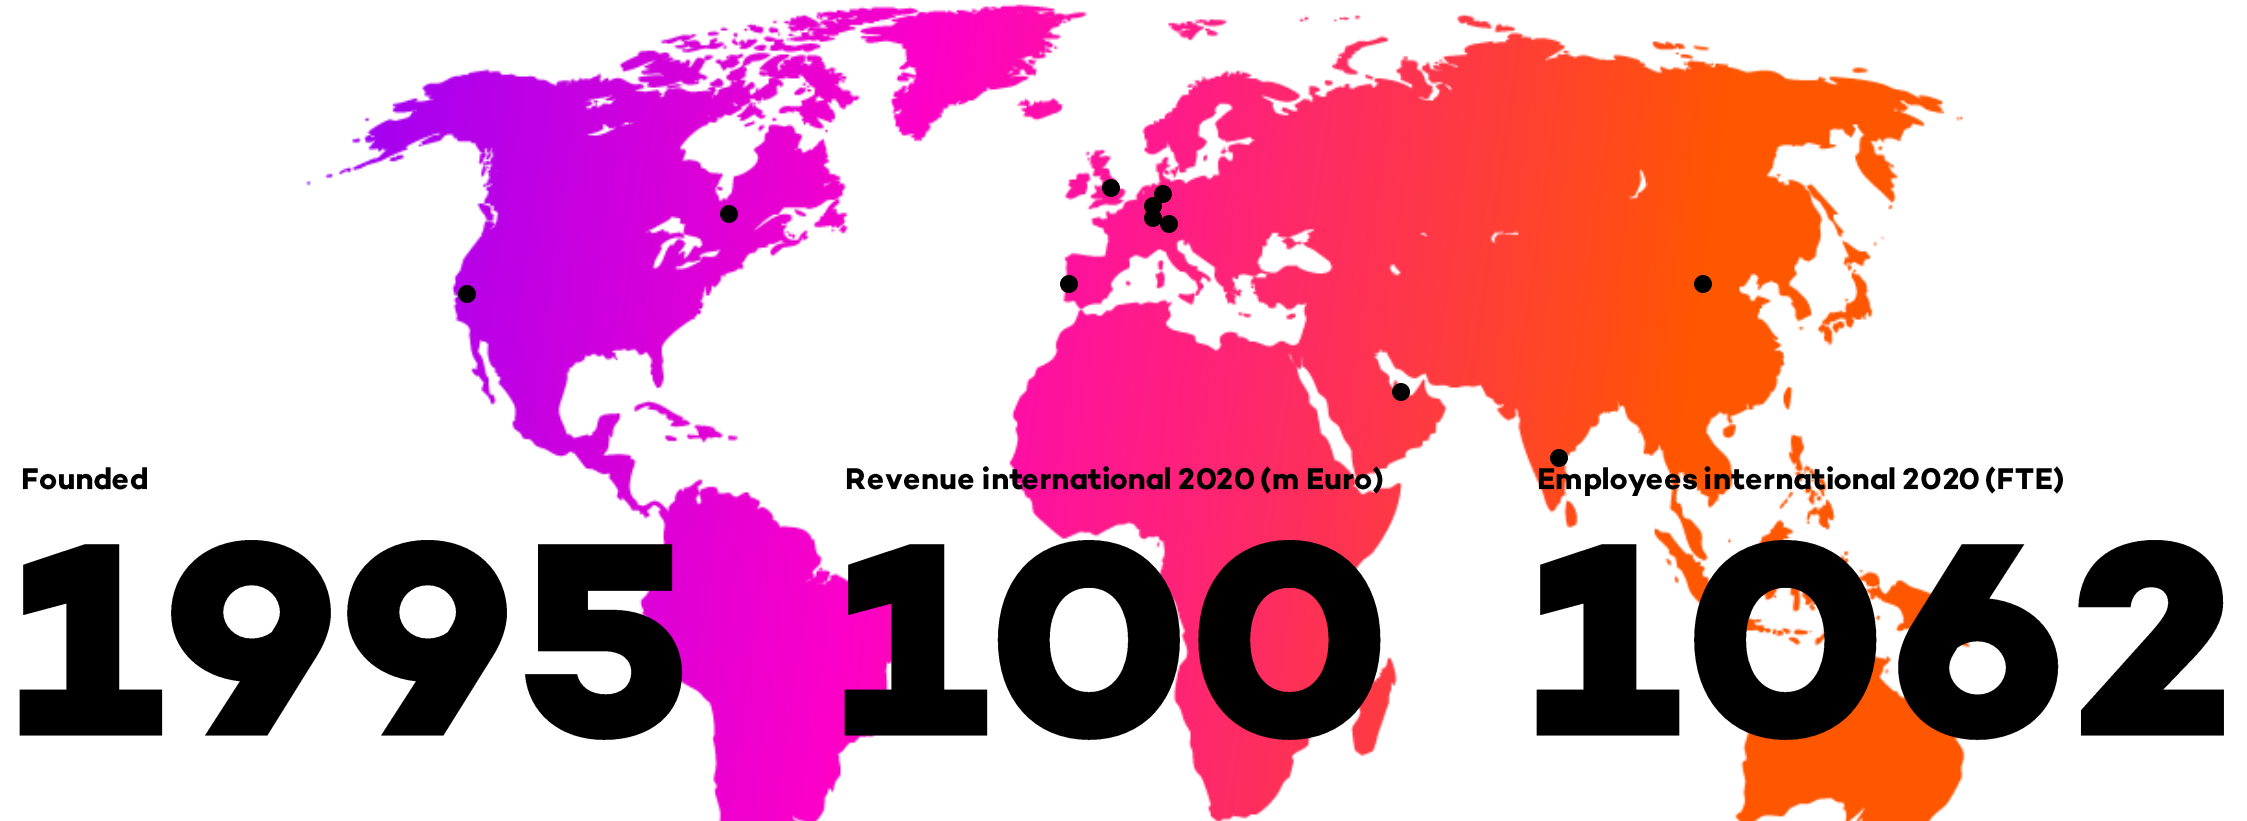 Founded
1995
Revenue international 2020 (m Euro)
100
Employees international 2020 (FTE)
1062